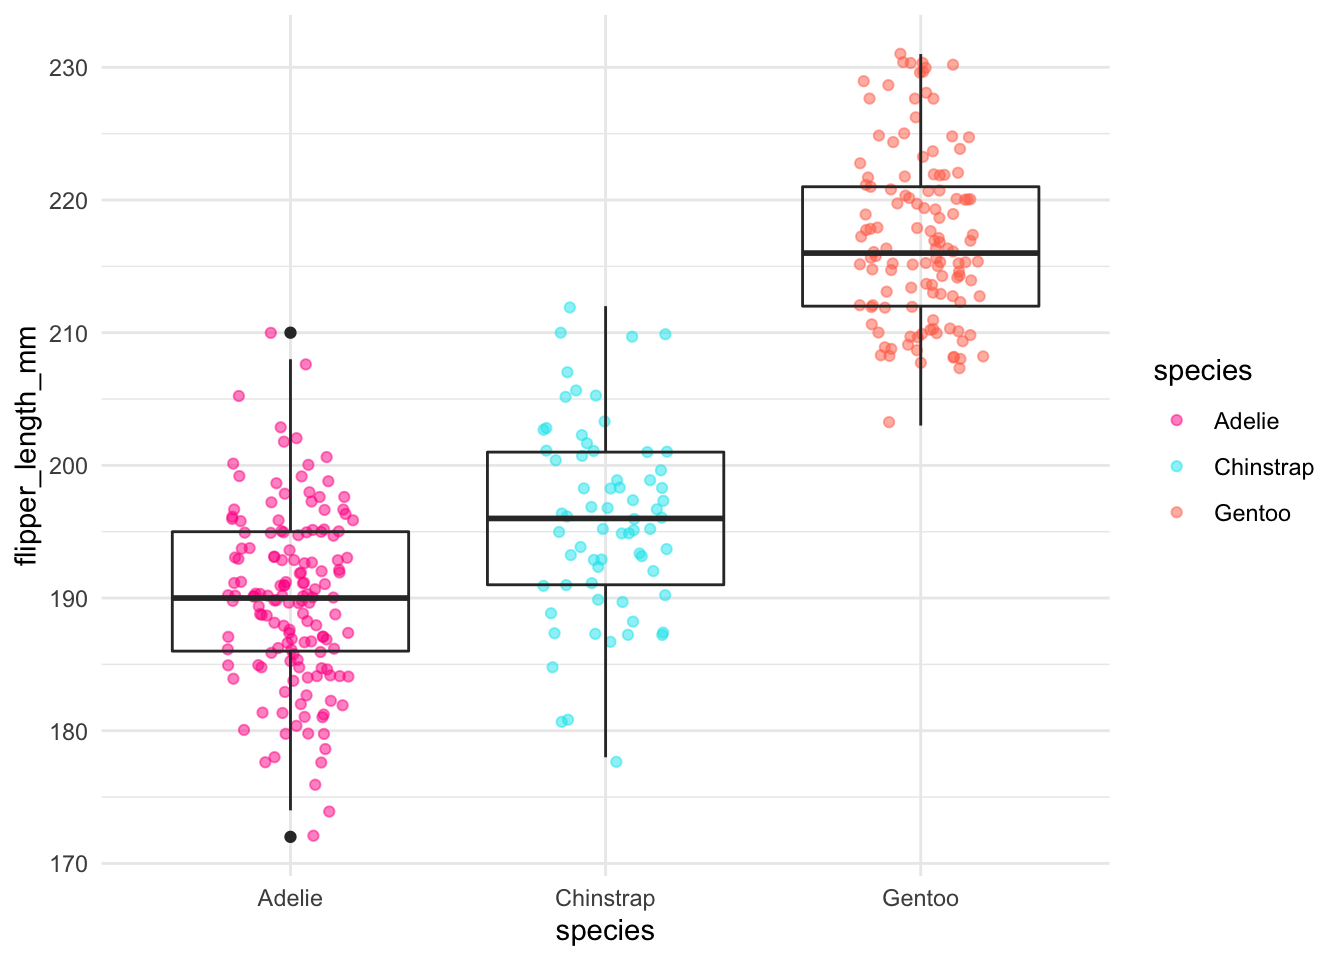 flipper_length_mm
230
220
210
200
190
180
170
Adelie
Chinstrap
Gentoo
species
species
Adelie
Chinstrap
Gentoo